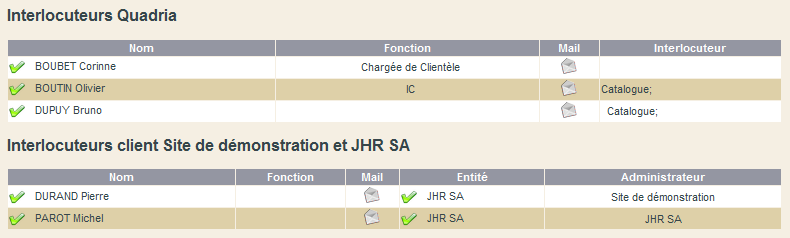 Interlocuteurs Quadria
Nom Fonction Mail Interlocuteur
BOUBET Corinne Chargée de Clientèle
BOUTIN Olivier IC Catalogue;
DUPUY Bruno Catalogue;
Interlocuteurs client Site de démonstration et JHR SA
Nom Fonction Mail Entité Administrateur
DURAND Pierre JHR SA Site de démonstration
PAROT Michel JHR SA JHR SA